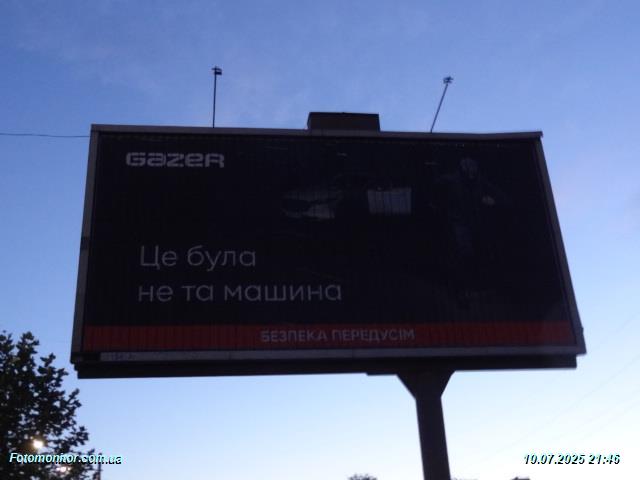 GAZER
Це була
не та машина
БЕЗПЕКА ПЕРЕДУСІМ
Fotomonitor.com.ua
10.07.2025 21:46